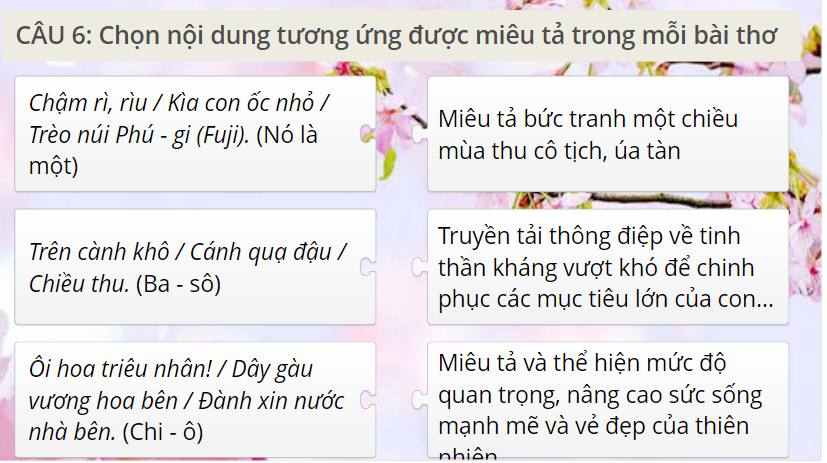 CÂU 6: Chọn nội dung tương ứng được miêu tả trong mỗi bài thơ
Chậm rì, rìu / Kìa con ốc nhỏ /
Trèo núi Phú - gi (Fuji). (Nó là
một)
Miêu tả bức tranh một chiều
mùa thu cô tịch, úa tàn
Trên cành khô / Cánh quạ đậu /
Chiều thu. (Ba - sô)
Truyền tải thông điệp về tinh
thần kháng vượt khó để chinh
phục các mục tiêu lớn của con...
Ôi hoa triêu nhân! / Dây gàu
vương hoa bên / Đành xin nước
nhà bên. (Chi - ô)
Miêu tả và thể hiện mức độ
quan trọng, nâng cao sức sống
mạnh mẽ và vẻ đẹp của thiên
nhiên